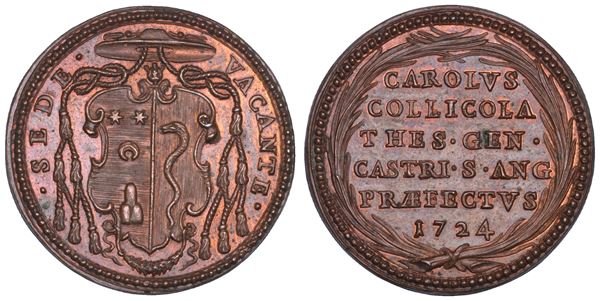 · SEDE · VACANTE ·
CAROLVS
COLLICOLA
THES · GEN ·
CASTRI · S · ANG
PRÆFECTVS
1724